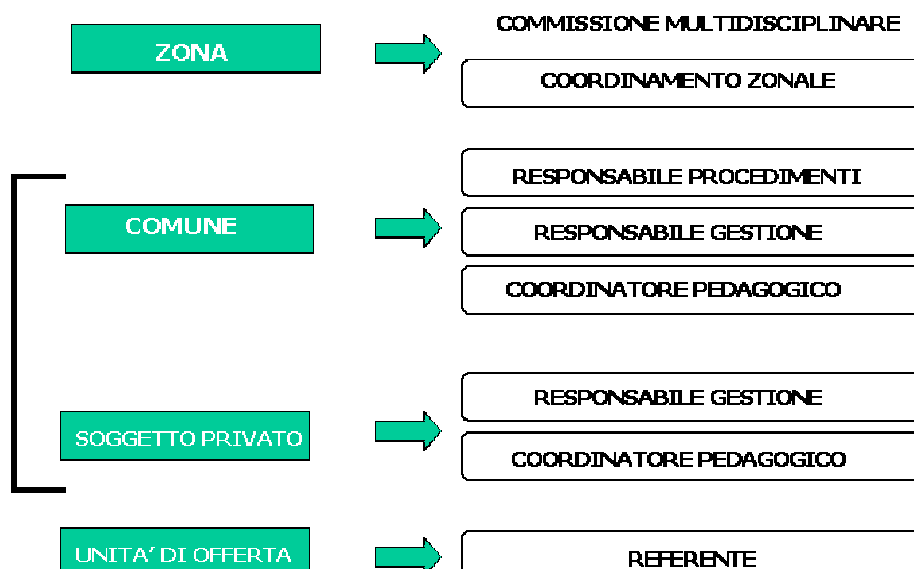 COMMISSIONE MULTIDISCIPLINARE
ZONA
COORDINAMENTO ZONALE
RESPONSABILE PROCEDIMENTI
COMUNE
RESPONSABILE GESTIONE
COORDINATORE PEDAGOGICO
RESPONSABILE GESTIONE
SOGGETTO PRIVATO
COORDINATORE PEDAGOGICO
UNITA' DI OFFERTA
REFERENTE